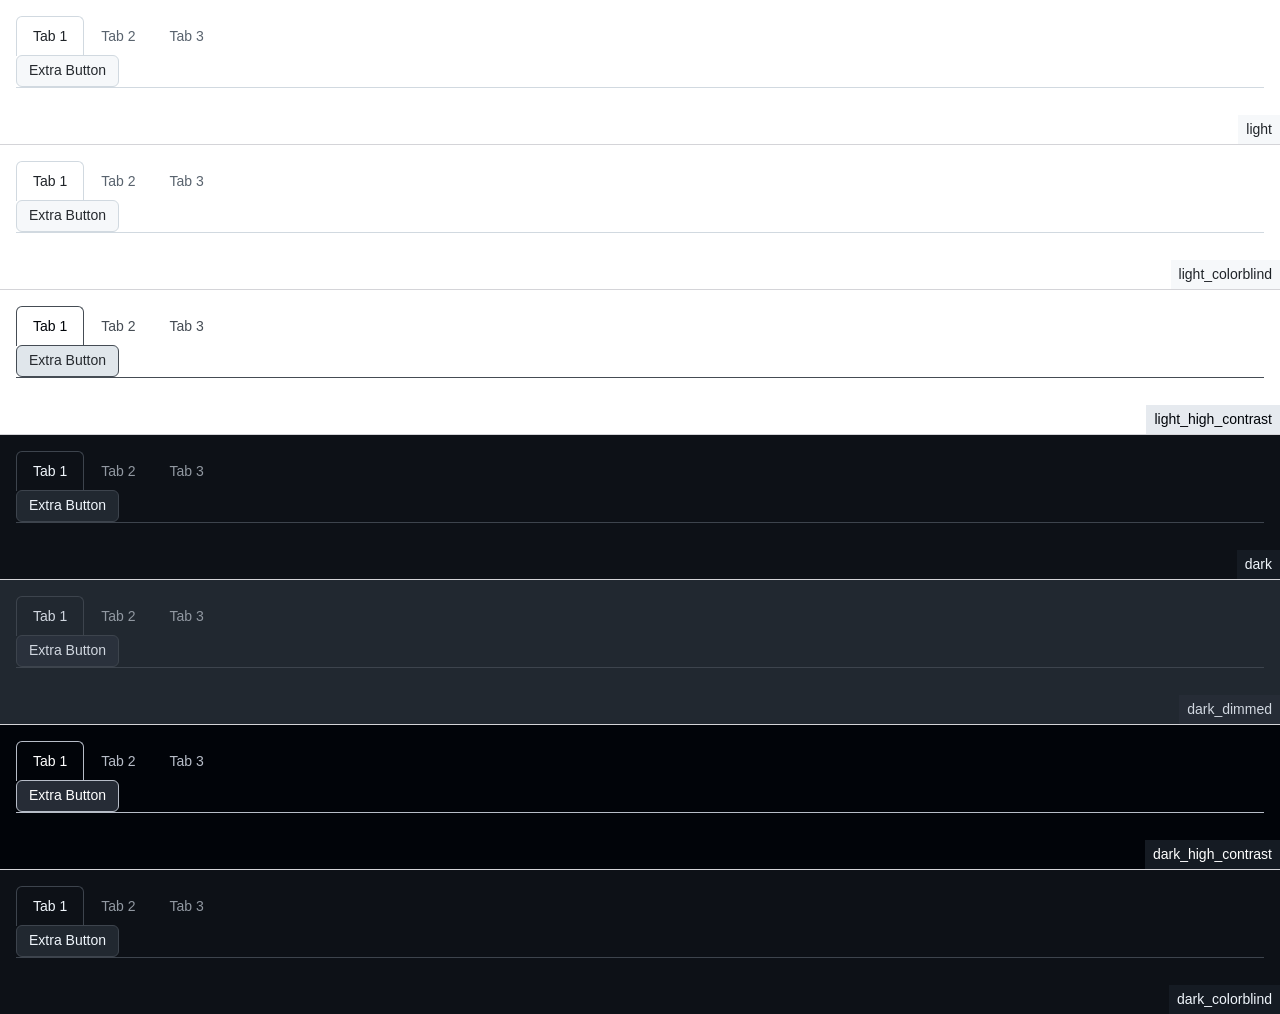 Tab 1 Tab 2 Tab 3
Extra Button
light
Tab 1 Tab 2 Tab 3
Extra Button
light_colorblind
Tab 1 Tab 2 Tab 3
Extra Button
light_high_contrast
Tab 1 Tab 2 Tab 3
Extra Button
dark
Tab 1 Tab 2 Tab 3
Extra Button
dark_dimmed
Tab 1 Tab 2 Tab 3
Extra Button
dark_high_contrast
Tab 1 Tab 2 Tab 3
Extra Button
dark_colorblind